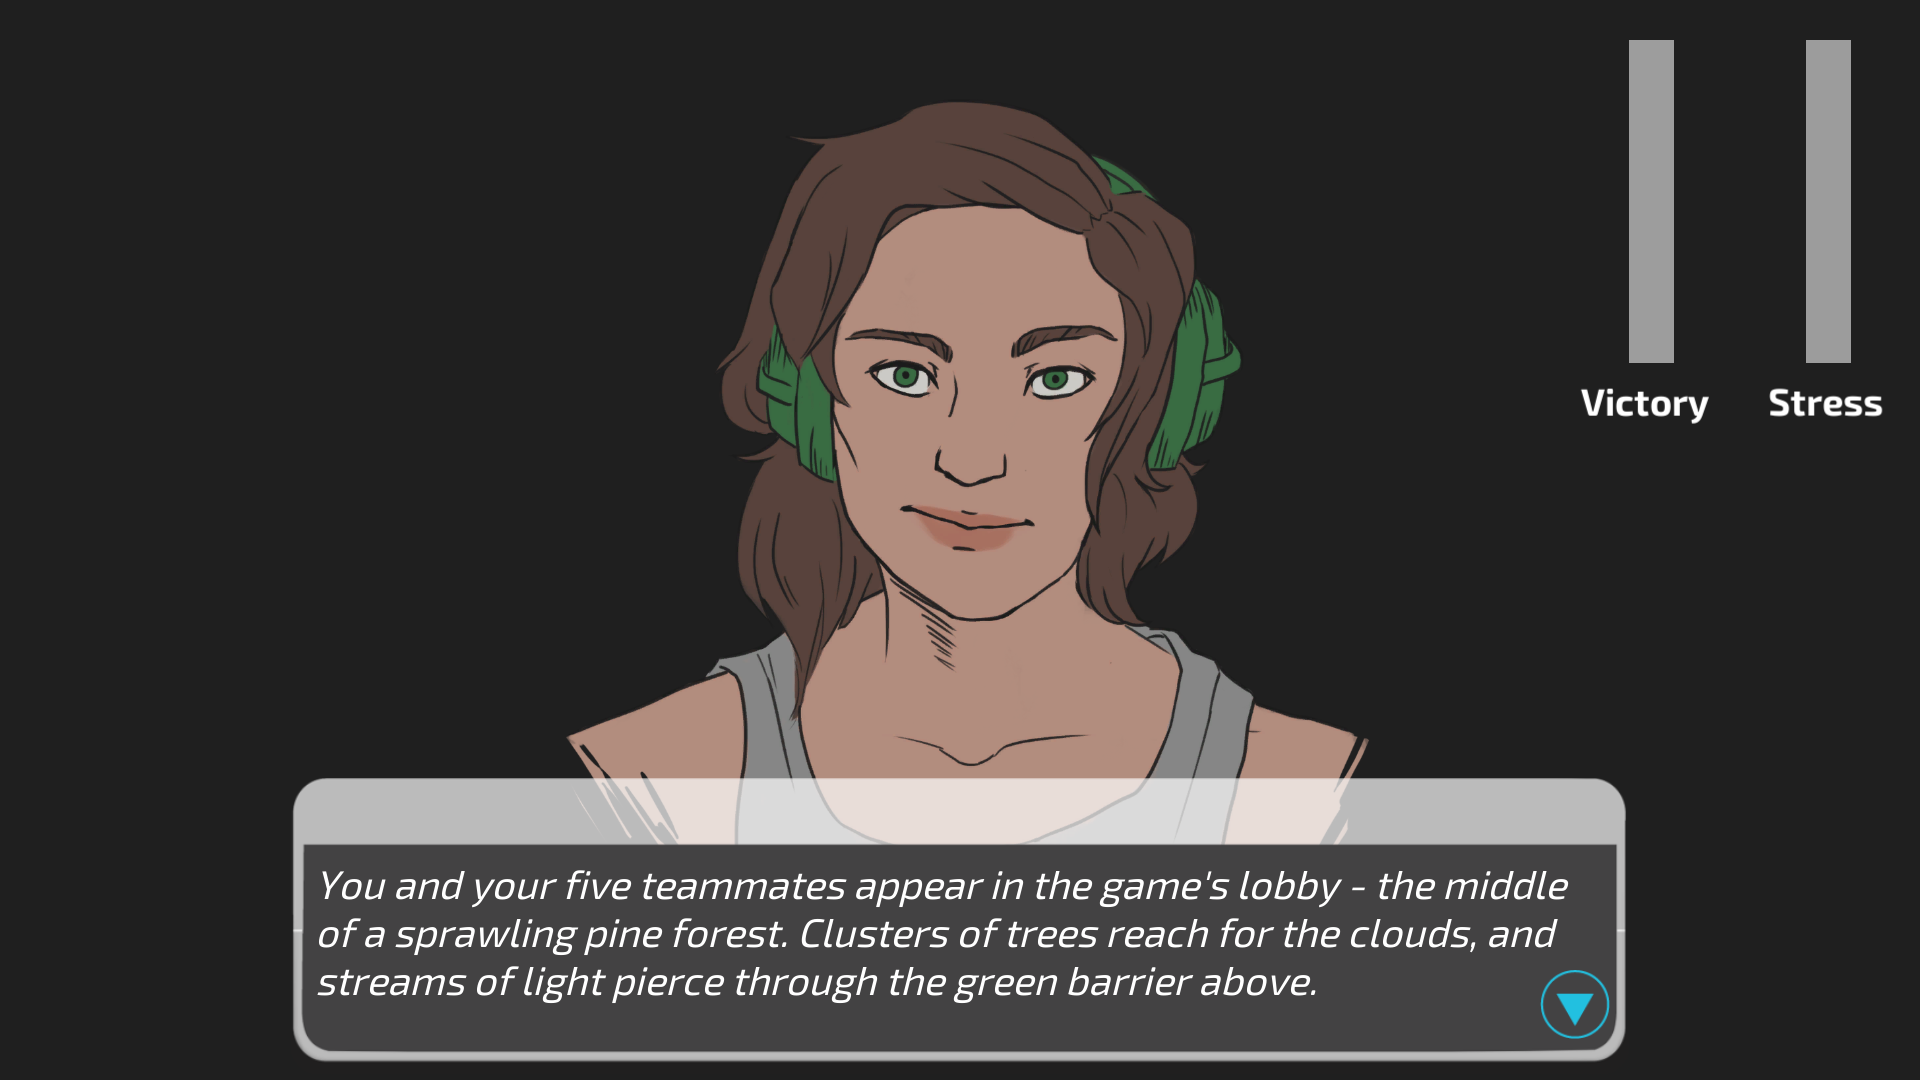 Victory Stress
You and your five teammates appear in the game's lobby - the middle
of a sprawling pine forest. Clusters of trees reach for the clouds, and
streams of light pierce through the green barrier above.